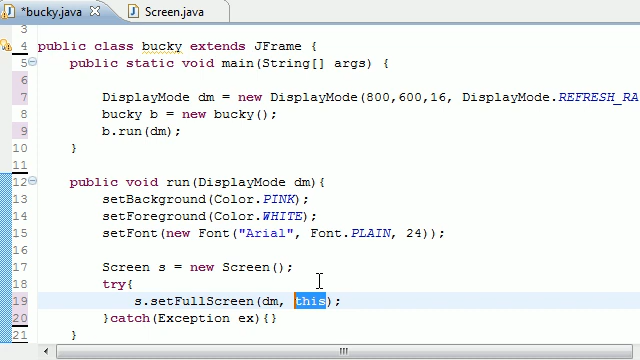 *bucky.java Screen.java
3
4 public class bucky extends JFrame {
5 public static void main(String[] args) {
6
7 DisplayMode dm = new DisplayMode(800,600,16, DisplayMode.REFRESH_RA
8 bucky b = new bucky();
9 b.run(dm);
10 }
11
12 public void run(DisplayMode dm){
13 setBackground(Color.PINK);
14 setForeground(Color.WHITE);
15 setFont(new Font("Arial", Font.PLAIN, 24));
16
17 Screen s = new Screen();
18 try{
19 s.setFullScreen(dm, this);
20 }catch(Exception ex){}
21 }